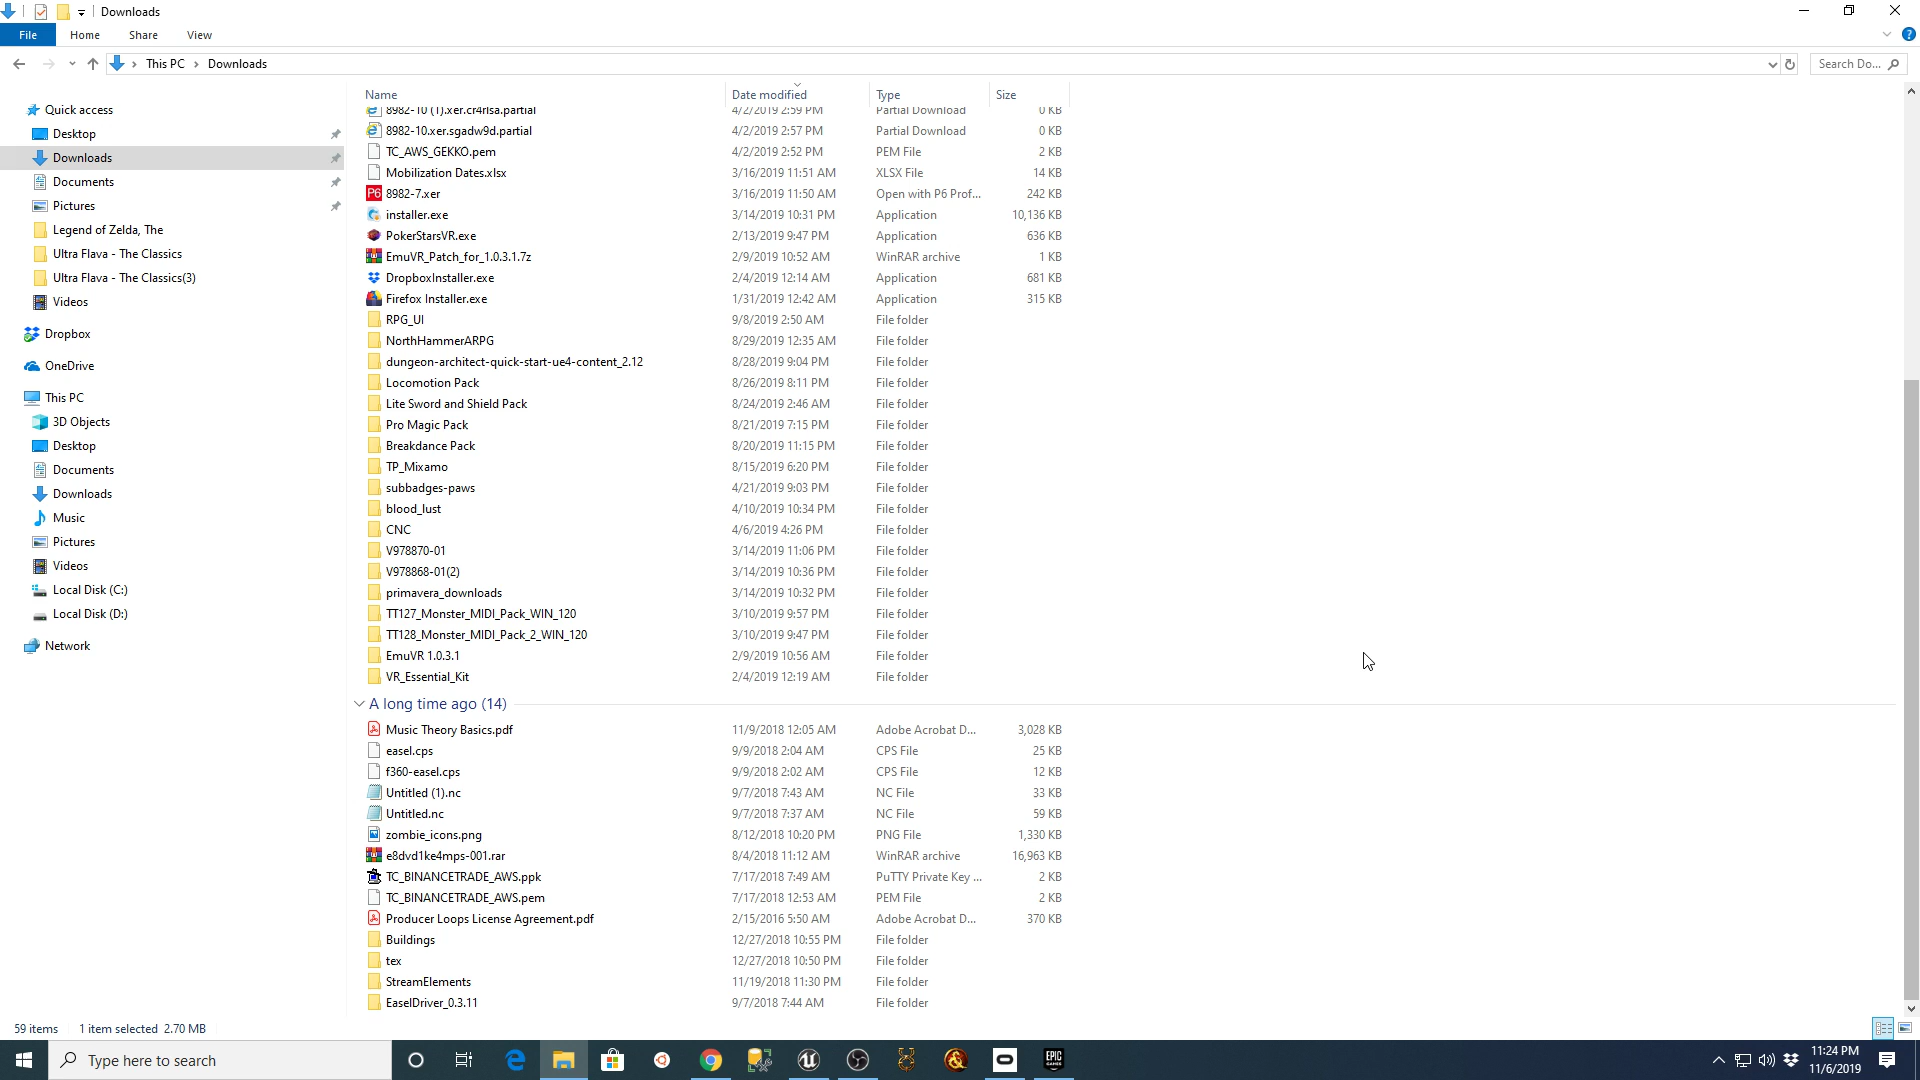 Downloads
File Home Share View
This PC Downloads Search Do...
Name Date modified Type Size
Quick access
Desktop
Downloads
Documents
Pictures
Legend of Zelda, The
Ultra Flava - The Classics
Ultra Flava - The Classics(3)
Videos
Dropbox
OneDrive
This PC
3D Objects
Desktop
Documents
Downloads
Music
Pictures
Videos
Local Disk (C:)
Local Disk (D:)
Network
8982-10 (1).xer.cr4rlsa.partial 4/2/2019 2:59 PM Partial Download 0 KB
8982-10.xer.sgadw9d.partial 4/2/2019 2:57 PM Partial Download 0 KB
TC_AWS_GEKKO.pem 4/2/2019 2:52 PM PEM File 2 KB
Mobilization Dates.xlsx 3/16/2019 11:51 AM XLSX File 14 KB
P6 8982-7.xer 3/16/2019 11:50 AM Open with P6 Prof... 242 KB
installer.exe 3/14/2019 10:31 PM Application 10,136 KB
PokerStarsVR.exe 2/13/2019 9:47 PM Application 636 KB
EmuVR_Patch_for_1.0.3.1.7z 2/9/2019 10:52 AM WinRAR archive 1 KB
DropboxInstaller.exe 2/4/2019 12:14 AM Application 681 KB
Firefox Installer.exe 1/31/2019 12:42 AM Application 315 KB
RPG_UI 9/8/2019 2:50 AM File folder
NorthHammerARPG 8/29/2019 12:35 AM File folder
dungeon-architect-quick-start-ue4-content_2.12 8/28/2019 9:04 PM File folder
Locomotion Pack 8/26/2019 8:11 PM File folder
Lite Sword and Shield Pack 8/24/2019 2:46 AM File folder
Pro Magic Pack 8/21/2019 7:15 PM File folder
Breakdance Pack 8/20/2019 11:15 PM File folder
TP_Mixamo 8/15/2019 6:20 PM File folder
subbadges-paws 4/21/2019 9:03 PM File folder
blood_lust 4/10/2019 10:34 PM File folder
CNC 4/6/2019 4:26 PM File folder
V978870-01 3/14/2019 11:06 PM File folder
V978868-01(2) 3/14/2019 10:36 PM File folder
primavera_downloads 3/14/2019 10:32 PM File folder
TT127_Monster_MIDI_Pack_WIN_120 3/10/2019 9:57 PM File folder
TT128_Monster_MIDI_Pack_2_WIN_120 3/10/2019 9:47 PM File folder
EmuVR 1.0.3.1 2/9/2019 10:56 AM File folder
VR_Essential_Kit 2/4/2019 12:19 AM File folder
A long time ago (14)
Music Theory Basics.pdf 11/9/2018 12:05 AM Adobe Acrobat D... 3,028 KB
easel.cps 9/9/2018 2:04 AM CPS File 25 KB
f360-easel.cps 9/9/2018 2:02 AM CPS File 12 KB
Untitled (1).nc 9/7/2018 7:43 AM NC File 33 KB
Untitled.nc 9/7/2018 7:37 AM NC File 59 KB
zombie_icons.png 8/12/2018 10:20 PM PNG File 1,330 KB
e8dvd1ke4mps-001.rar 8/4/2018 11:12 AM WinRAR archive 16,963 KB
TC_BINANCETRADE_AWS.ppk 7/17/2018 7:49 AM PuTTY Private Key ... 2 KB
TC_BINANCETRADE_AWS.pem 7/17/2018 12:53 AM PEM File 2 KB
Producer Loops License Agreement.pdf 2/15/2016 5:50 AM Adobe Acrobat D... 370 KB
Buildings 12/27/2018 10:55 PM File folder
tex 12/27/2018 10:50 PM File folder
StreamElements 11/19/2018 11:30 PM File folder
EaselDriver_0.3.11 9/7/2018 7:44 AM File folder
59 items 1 item selected 2.70 MB
Type here to search
EPIC GAMES
11:24 PM
11/6/2019